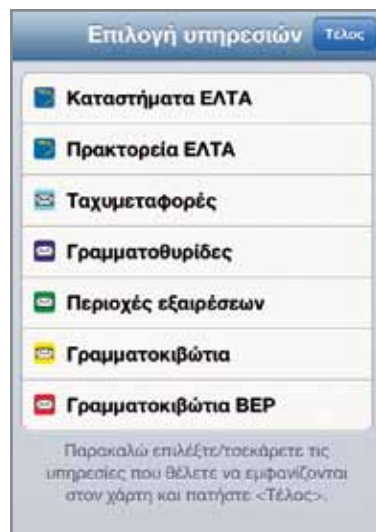 Επιλογή υπηρεσιών Τέλος
Καταστήματα ΕΛΤΑ
Πρακτορεία ΕΛΤΑ
Ταχυμεταφορές
Γραμματοθυρίδες
Περιοχές εξαιρέσεων
Γραμματοκιβώτια
Γραμματοκιβώτια ΒΕΡ
Παρακαλώ επιλέξτε/τσεκάρετε τις
υπηρεσίες που θέλετε να εμφανίζονται
στον χάρτη και πατήστε <Τέλος>.